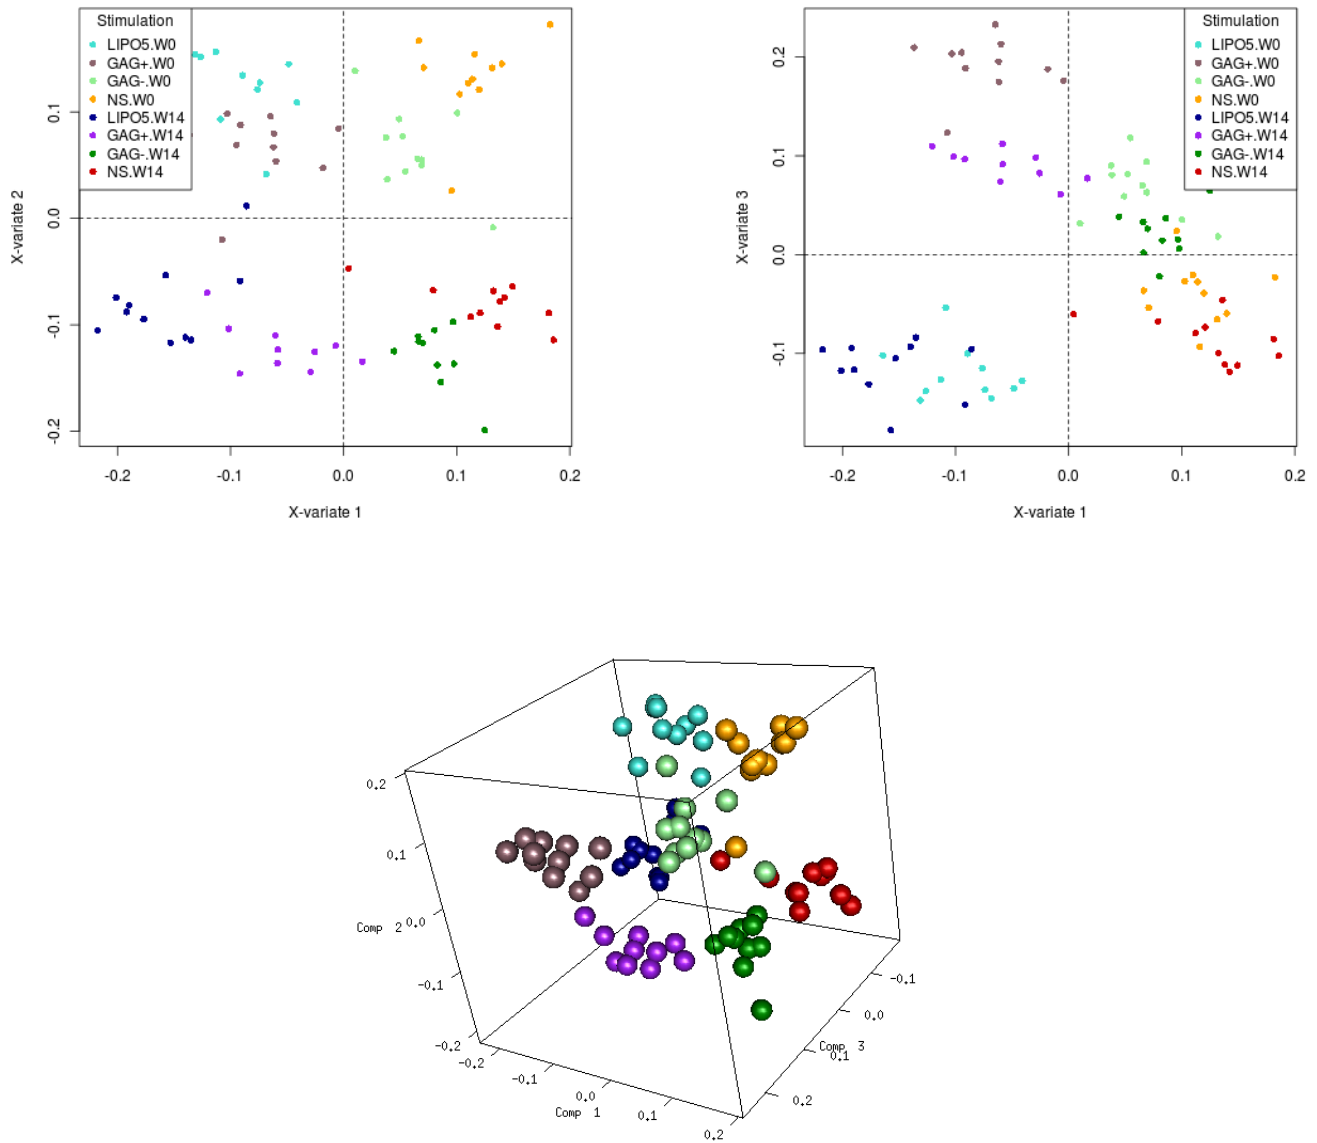 Stimulation
LIPO5.W0
GAG+.W0
GAG-.W0
NS.W0
LIPO5.W14
GAG+.W14
GAG-.W14
NS.W14
0.1
0.0
-0.1
-0.2
X-variate 2
-0.2 -0.1 0.0 0.1 0.2
X-variate 1
Stimulation
LIPO5.W0
GAG+.W0
GAG-.W0
NS.W0
LIPO5.W14
GAG+.W14
GAG-.W14
NS.W14
0.2
0.1
0.0
-0.1
X-variate 3
-0.2 -0.1 0.0 0.1 0.2
X-variate 1
0.2
0.1
Comp 2
0.0
-0.1
-0.2
-0.2
-0.1
0.0
Comp 1
0.1
0.2
-0.1
0.0
Comp 3
0.1
0.2